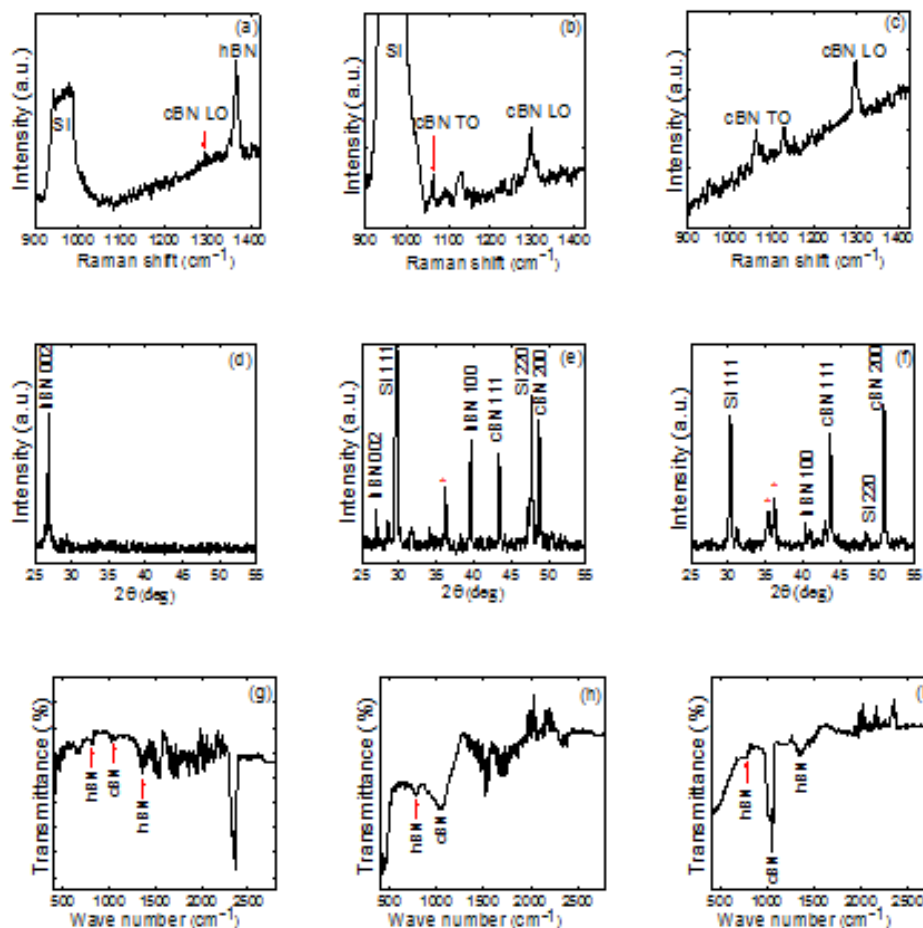 (a)
hBN
cBN LO
SI
Intensity (a.u.)
900 1000 1100 1200 1300 1400
Raman shift (cm⁻¹)
(b)
SI
cBN TO
cBN LO
Intensity (a.u.)
900 1000 1100 1200 1300 1400
Raman shift (cm⁻¹)
(c)
cBN LO
cBN TO
Intensity (a.u.)
900 1000 1100 1200 1300 1400
Raman shift (cm⁻¹)
(d)
hBN 002
Intensity (a.u.)
25 30 35 40 45 50 55
2θ (deg)
(e)
hBN 002
SI 111
*
hBN 100
cBN 111
SI 220
cBN 200
Intensity (a.u.)
25 30 35 40 45 50 55
2θ (deg)
(f)
SI 111
* *
hBN 100
cBN 111
SI 220
cBN 200
Intensity (a.u.)
25 30 35 40 45 50 55
2θ (deg)
(g)
hBN
cBN
hBN
Transmittance (%)
500 1000 1500 2000 2500
Wave number (cm⁻¹)
(h)
hBN
cBN
Transmittance (%)
500 1000 1500 2000 2500
Wave number (cm⁻¹)
hBN
cBN
hBN
Transmittance (%)
500 1000 1500 2000 2500
Wave number (cm⁻¹)